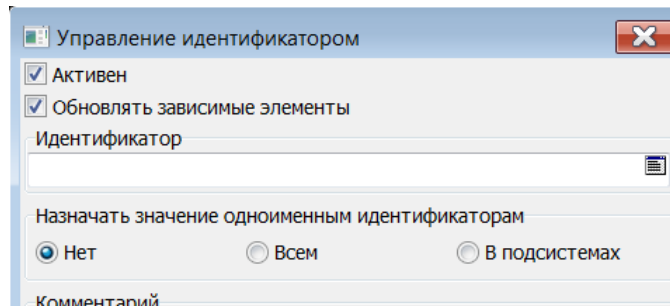 Управление идентификатором
Активен
Обновлять зависимые элементы
Идентификатор
Назначать значение одноименным идентификаторам
Нет Всем В подсистемах
Комментарий